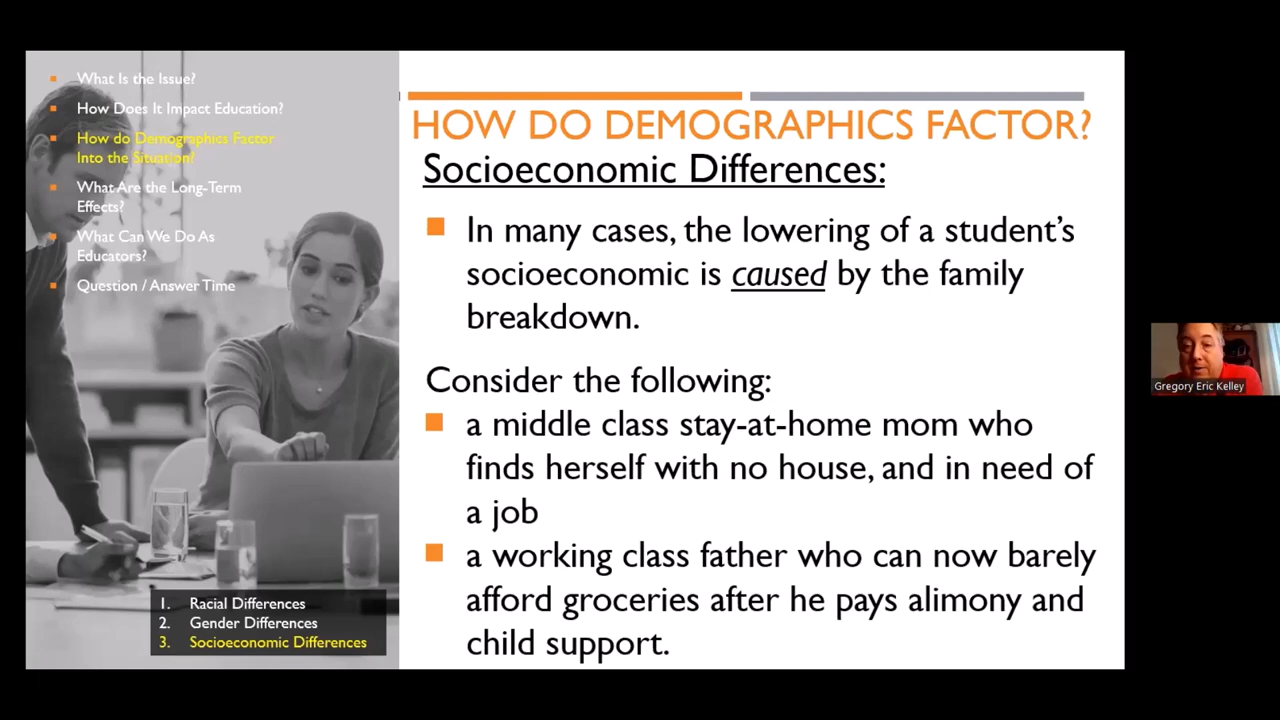 What Is the Issue?
How Does It Impact Education?
How do Demographics Factor
Into the Situation?
What Are the Long-Term
Effects?
What Can We Do As
Educators?
Question / Answer Time
1. Racial Differences
2. Gender Differences
3. Socioeconomic Differences
HOW DO DEMOGRAPHICS FACTOR?
Socioeconomic Differences:
In many cases, the lowering of a student's
socioeconomic is caused by the family
breakdown.
Consider the following:
a middle class stay-at-home mom who
finds herself with no house, and in need of
a job
a working class father who can now barely
afford groceries after he pays alimony and
child support.
Gregory Eric Kelley